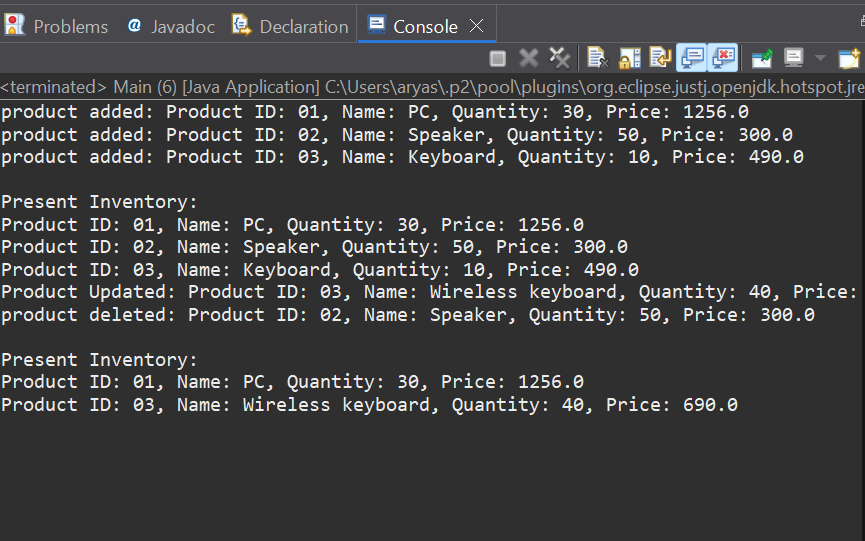 Problems Javadoc Declaration Console
<terminated> Main (6) [Java Application] C:\Users\aryas\.p2\pool\plugins\org.eclipse.justj.openjdk.hotspot.jre
product added: Product ID: 01, Name: PC, Quantity: 30, Price: 1256.0
product added: Product ID: 02, Name: Speaker, Quantity: 50, Price: 300.0
product added: Product ID: 03, Name: Keyboard, Quantity: 10, Price: 490.0
Present Inventory:
Product ID: 01, Name: PC, Quantity: 30, Price: 1256.0
Product ID: 02, Name: Speaker, Quantity: 50, Price: 300.0
Product ID: 03, Name: Keyboard, Quantity: 10, Price: 490.0
Product Updated: Product ID: 03, Name: Wireless keyboard, Quantity: 40, Price:
product deleted: Product ID: 02, Name: Speaker, Quantity: 50, Price: 300.0
Present Inventory:
Product ID: 01, Name: PC, Quantity: 30, Price: 1256.0
Product ID: 03, Name: Wireless keyboard, Quantity: 40, Price: 690.0